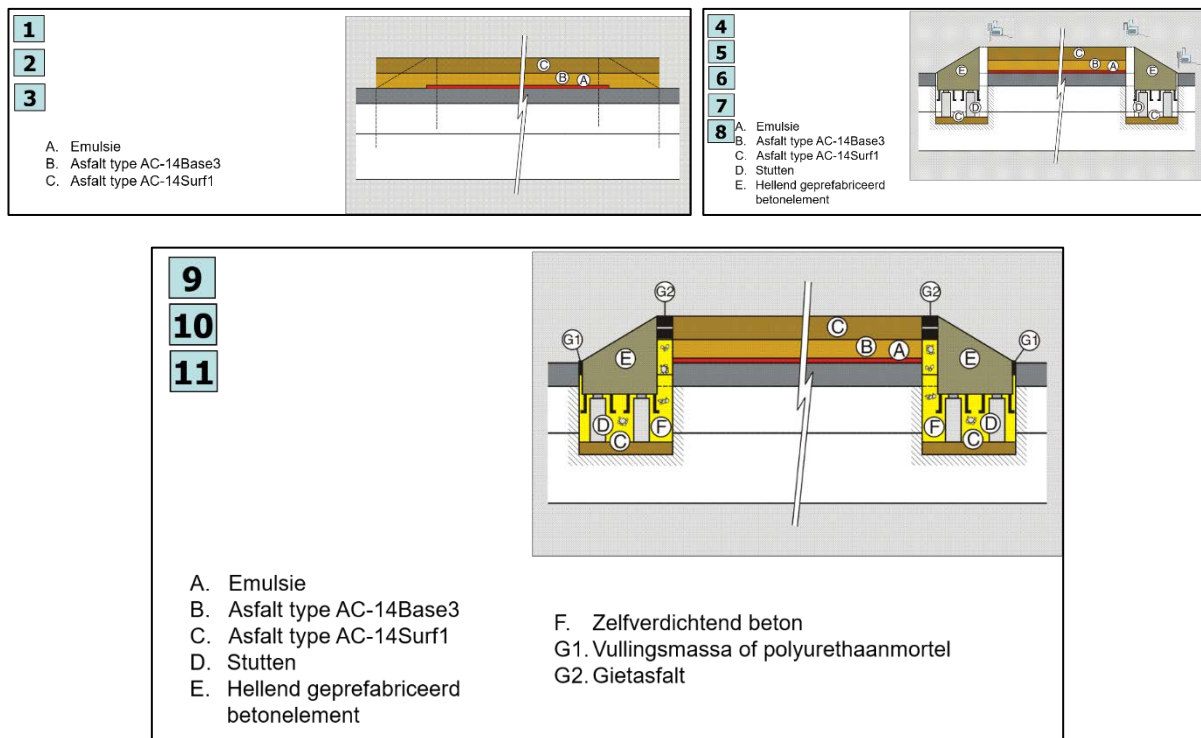 1
2
3
A. Emulsie
B. Asfalt type AC-14Base3
C. Asfalt type AC-14Surf1
C
B A
4
5
6
7
8
A. Emulsie
B. Asfalt type AC-14Base3
C. Asfalt type AC-14Surf1
D. Stutten
E. Hellend geprefabriceerd
betonelement
C
B A
E E
D D
C C
9
10
11
G2 G2
C
G1 G1
B A
E E
D F F D
C C
A. Emulsie
B. Asfalt type AC-14Base3
C. Asfalt type AC-14Surf1
D. Stutten
E. Hellend geprefabriceerd
betonelement
F. Zelfverdichtend beton
G1. Vullingsmassa of polyurethaanmortel
G2. Gietasfalt